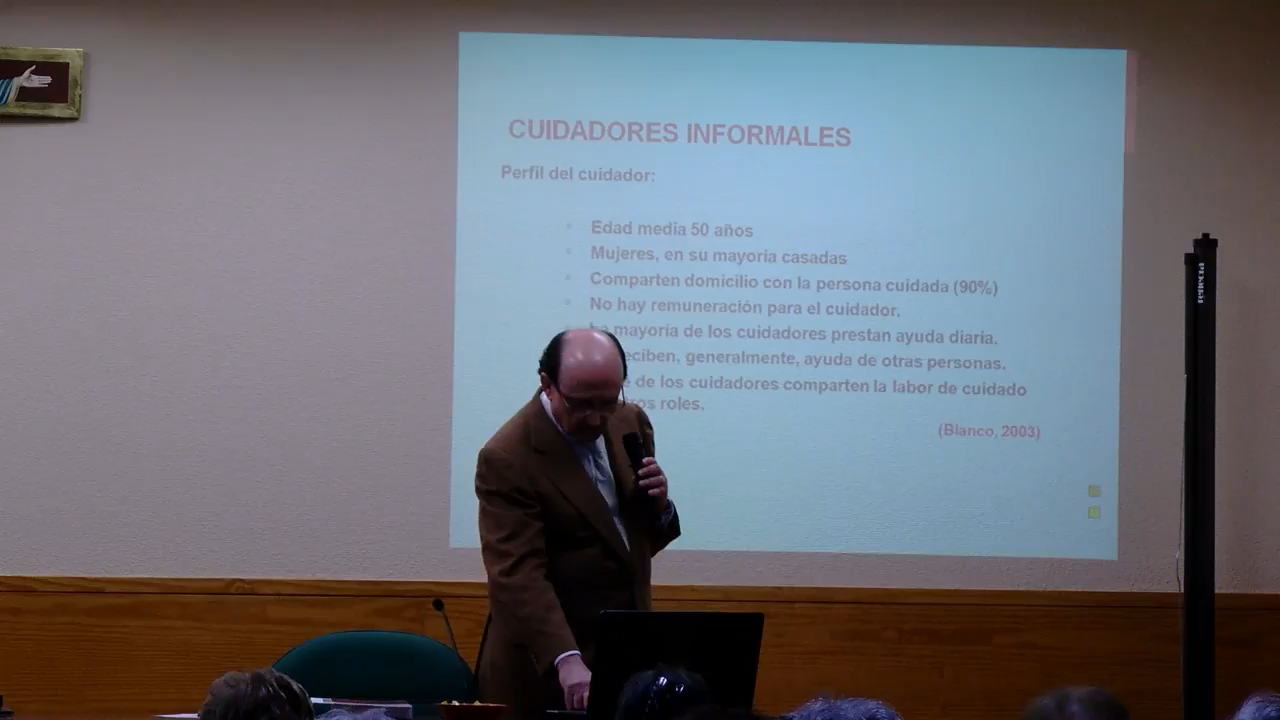 CUIDADORES INFORMALES
Perfil del cuidador:
Edad media 50 años
Mujeres, en su mayoría casadas
Comparten domicilio con la persona cuidada (90%)
No hay remuneración para el cuidador.
mayoría de los cuidadores prestan ayuda diaria.
generalmente, ayuda de otras personas.
de los cuidadores comparten la labor de cuidado
roles.
(Blanco, 2003)